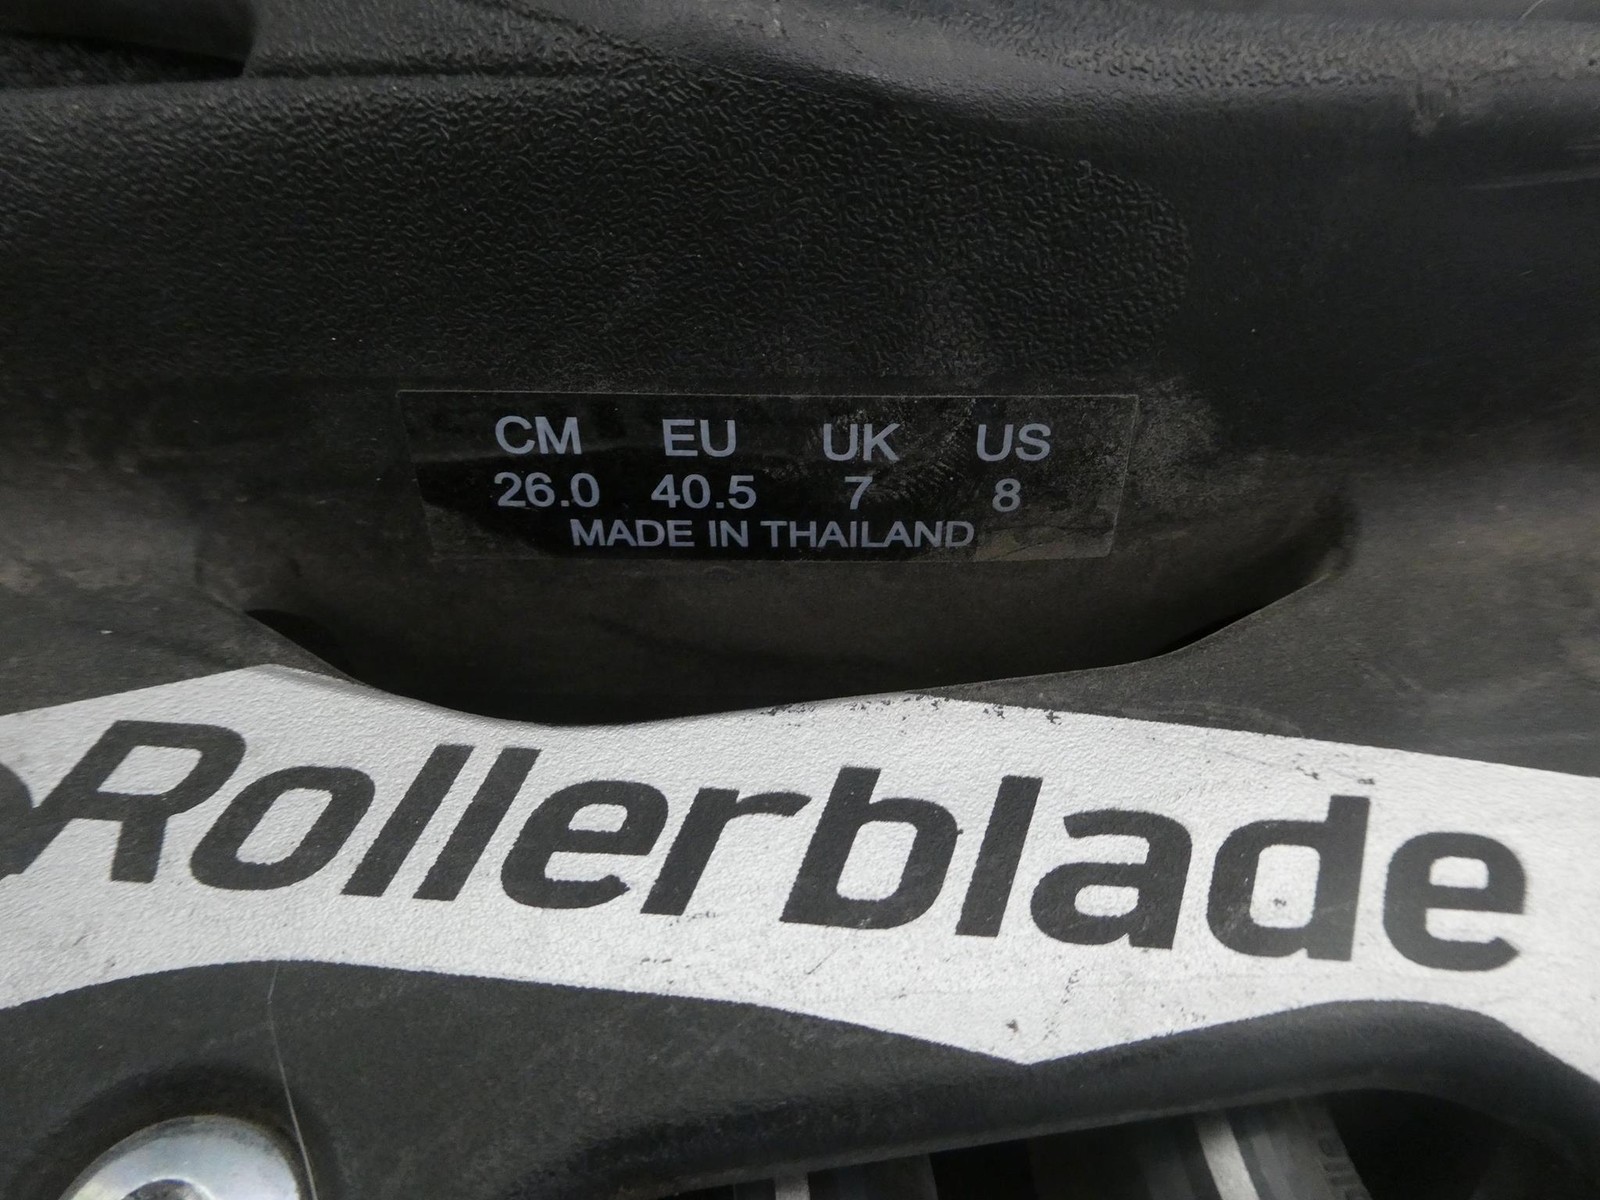 CM EU UK US
26.0 40.5 7 8
MADE IN THAILAND
Rollerblade